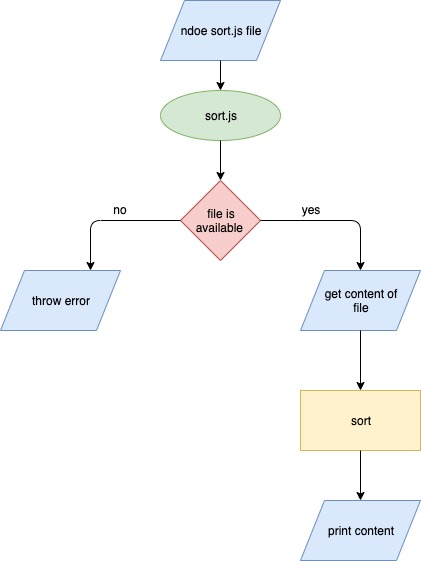 ndoe sort.js file
sort.js
file is
available
no
yes
throw error
get content of
file
sort
print content